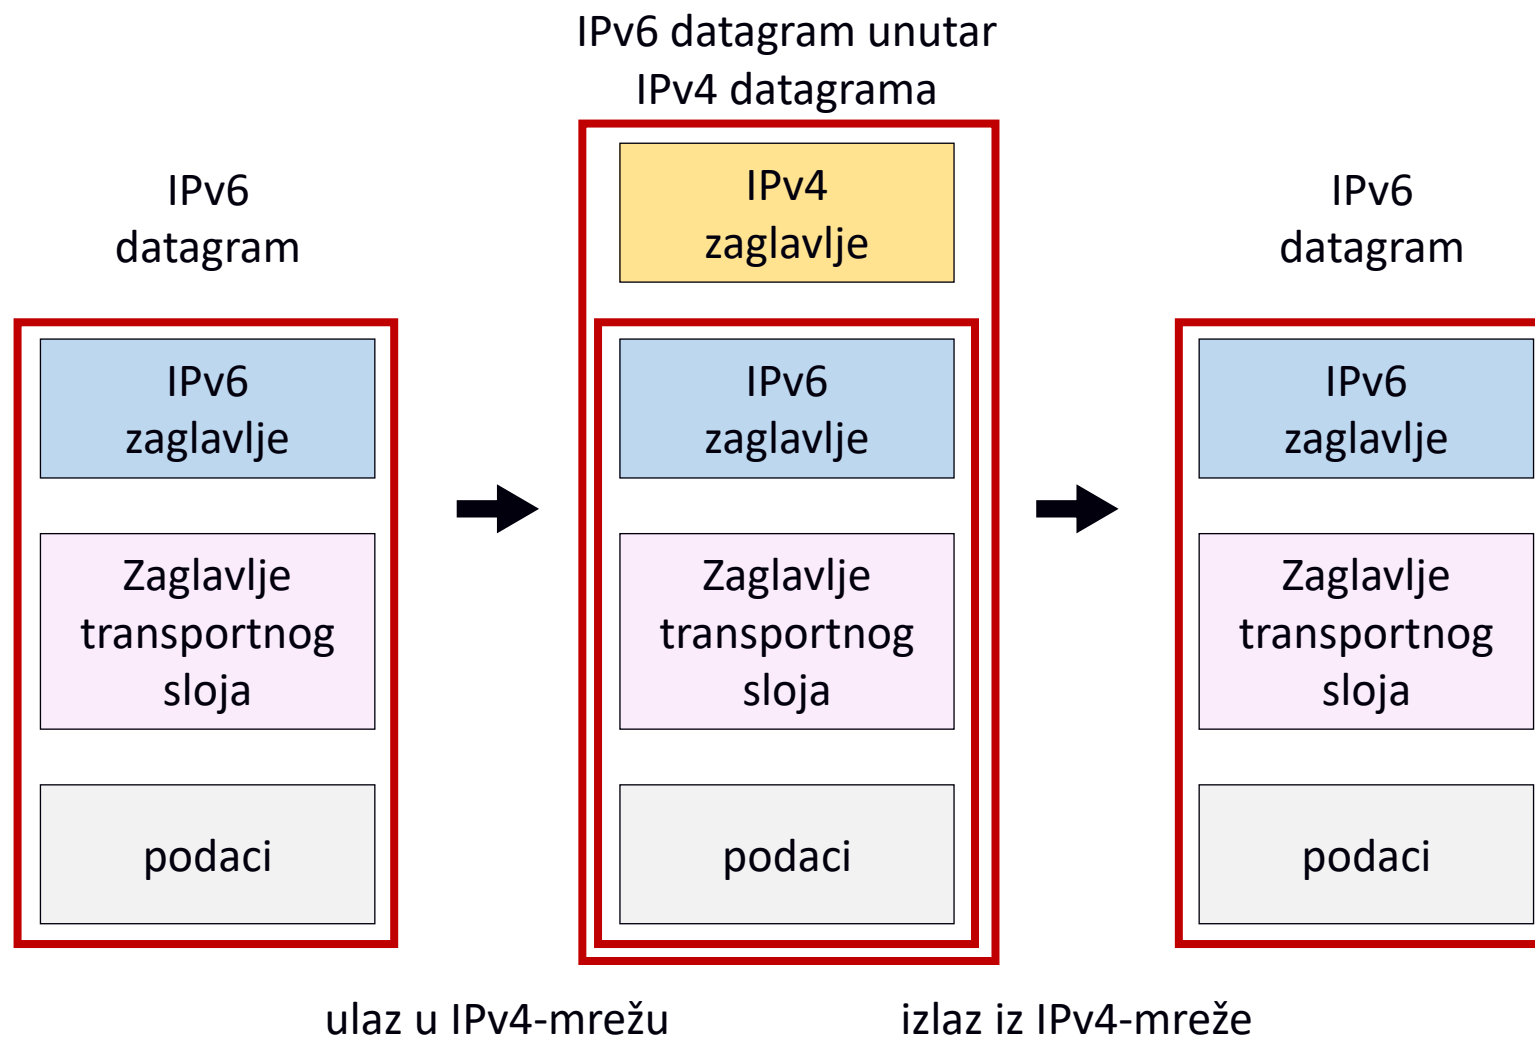 IPv6 datagram unutar
IPv4 datagrama
IPv6
datagram
IPv6
zaglavlje
Zaglavlje
transportnog
sloja
podaci
IPv4
zaglavlje
IPv6
zaglavlje
Zaglavlje
transportnog
sloja
podaci
IPv6
datagram
IPv6
zaglavlje
Zaglavlje
transportnog
sloja
podaci
ulaz u IPv4-mrežu
izlaz iz IPv4-mreže